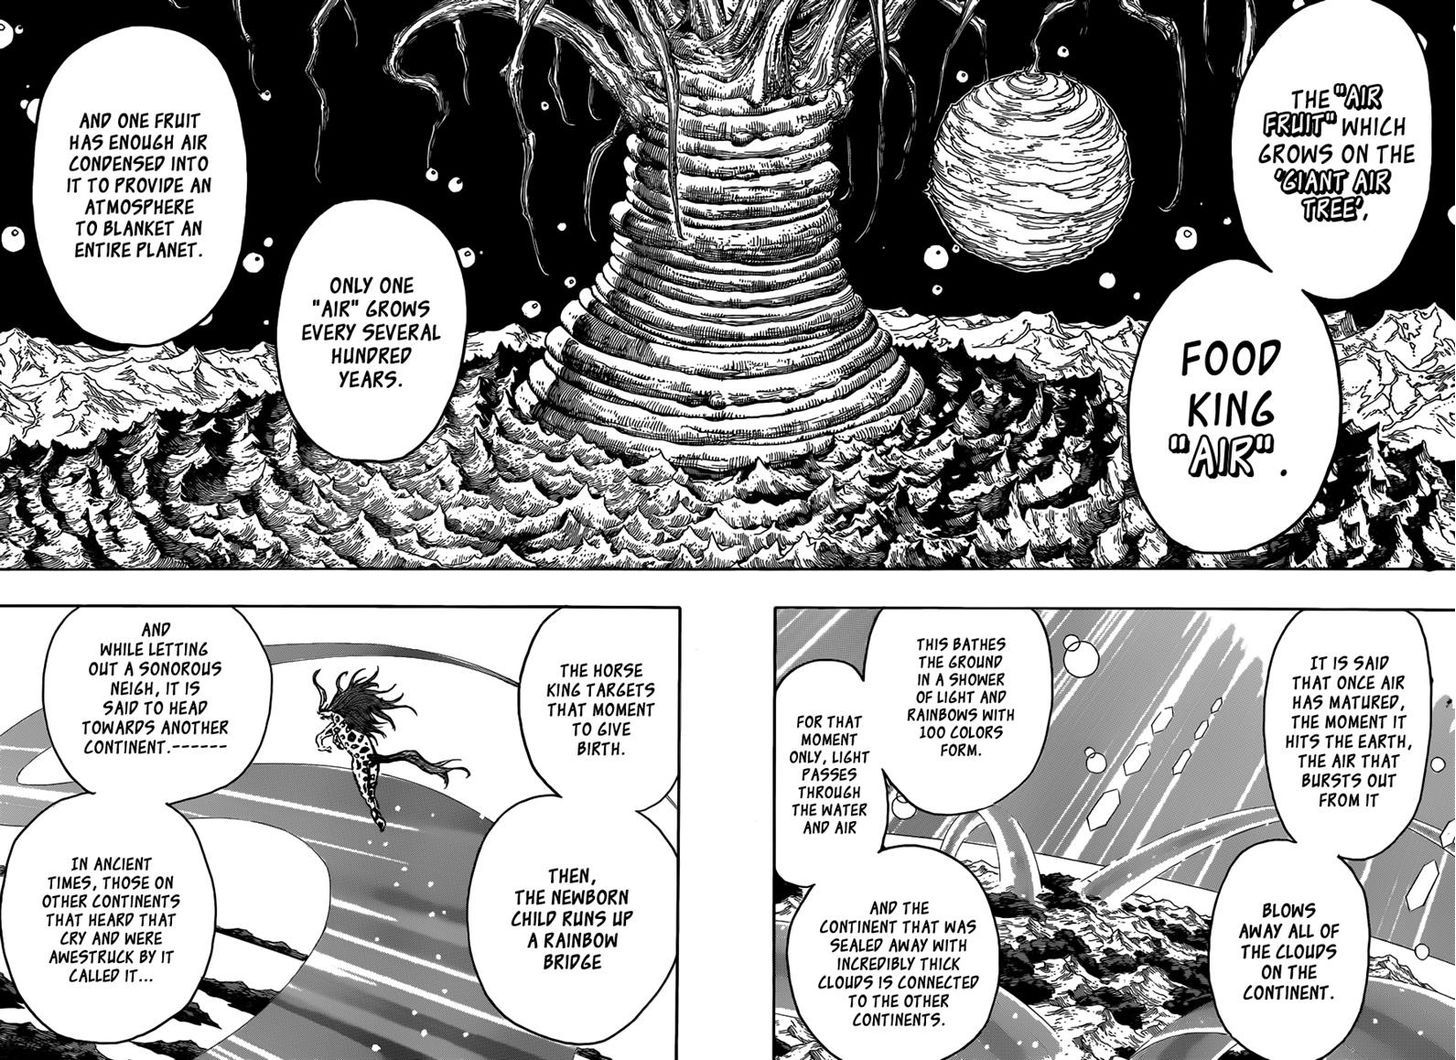 THE "AIR
FRUIT" WHICH
GROWS ON THE
'GIANT AIR
TREE'.
FOOD
KING
"AIR".
ONLY ONE
"AIR" GROWS
EVERY SEVERAL
HUNDRED
YEARS.
AND ONE FRUIT
HAS ENOUGH AIR
CONDENSED INTO
IT TO PROVIDE AN
ATMOSPHERE
TO BLANKET AN
ENTIRE PLANET.
IT IS SAID
THAT ONCE AIR
HAS MATURED,
THE MOMENT IT
HITS THE EARTH,
THE AIR THAT
BURSTS OUT
FROM IT
BLOWS
AWAY ALL OF
THE CLOUDS
ON THE
CONTINENT.
THIS BATHES
THE GROUND
IN A SHOWER
OF LIGHT AND
RAINBOWS WITH
100 COLORS
FORM.
FOR THAT
MOMENT
ONLY, LIGHT
PASSES
THROUGH
THE WATER
AND AIR
AND THE
CONTINENT THAT WAS
SEALED AWAY WITH
INCREDIBLY THICK
CLOUDS IS CONNECTED
TO THE OTHER
CONTINENTS.
THE HORSE
KING TARGETS
THAT MOMENT
TO GIVE
BIRTH.
THEN,
THE NEWBORN
CHILD RUNS UP
A RAINBOW
BRIDGE
AND
WHILE LETTING
OUT A SONOROUS
NEIGH, IT IS
SAID TO HEAD
TOWARDS ANOTHER
CONTINENT.------
IN ANCIENT
TIMES, THOSE ON
OTHER CONTINENTS
THAT HEARD THAT
CRY AND WERE
AWESTRUCK BY IT
CALLED IT...